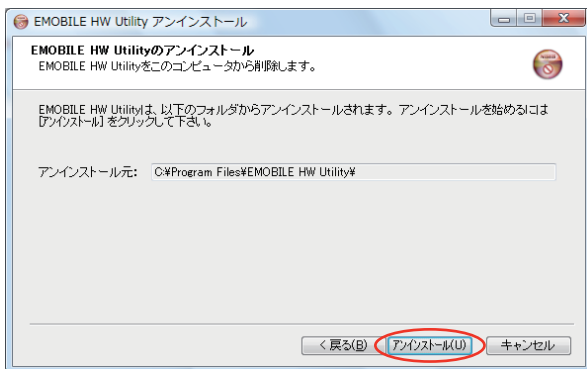 EMOBILE HW Utility アンインストール
EMOBILE HW Utilityのアンインストール
EMOBILE HW Utilityをこのコンピュータから削除します。
EMOBILE HW Utilityは、以下のフォルダからアンインストールされます。アンインストールを始めるには
[アンインストール] をクリックして下さい。
アンインストール元: C:¥Program Files¥EMOBILE HW Utility¥
< 戻る(B) アンインストール(U) キャンセル